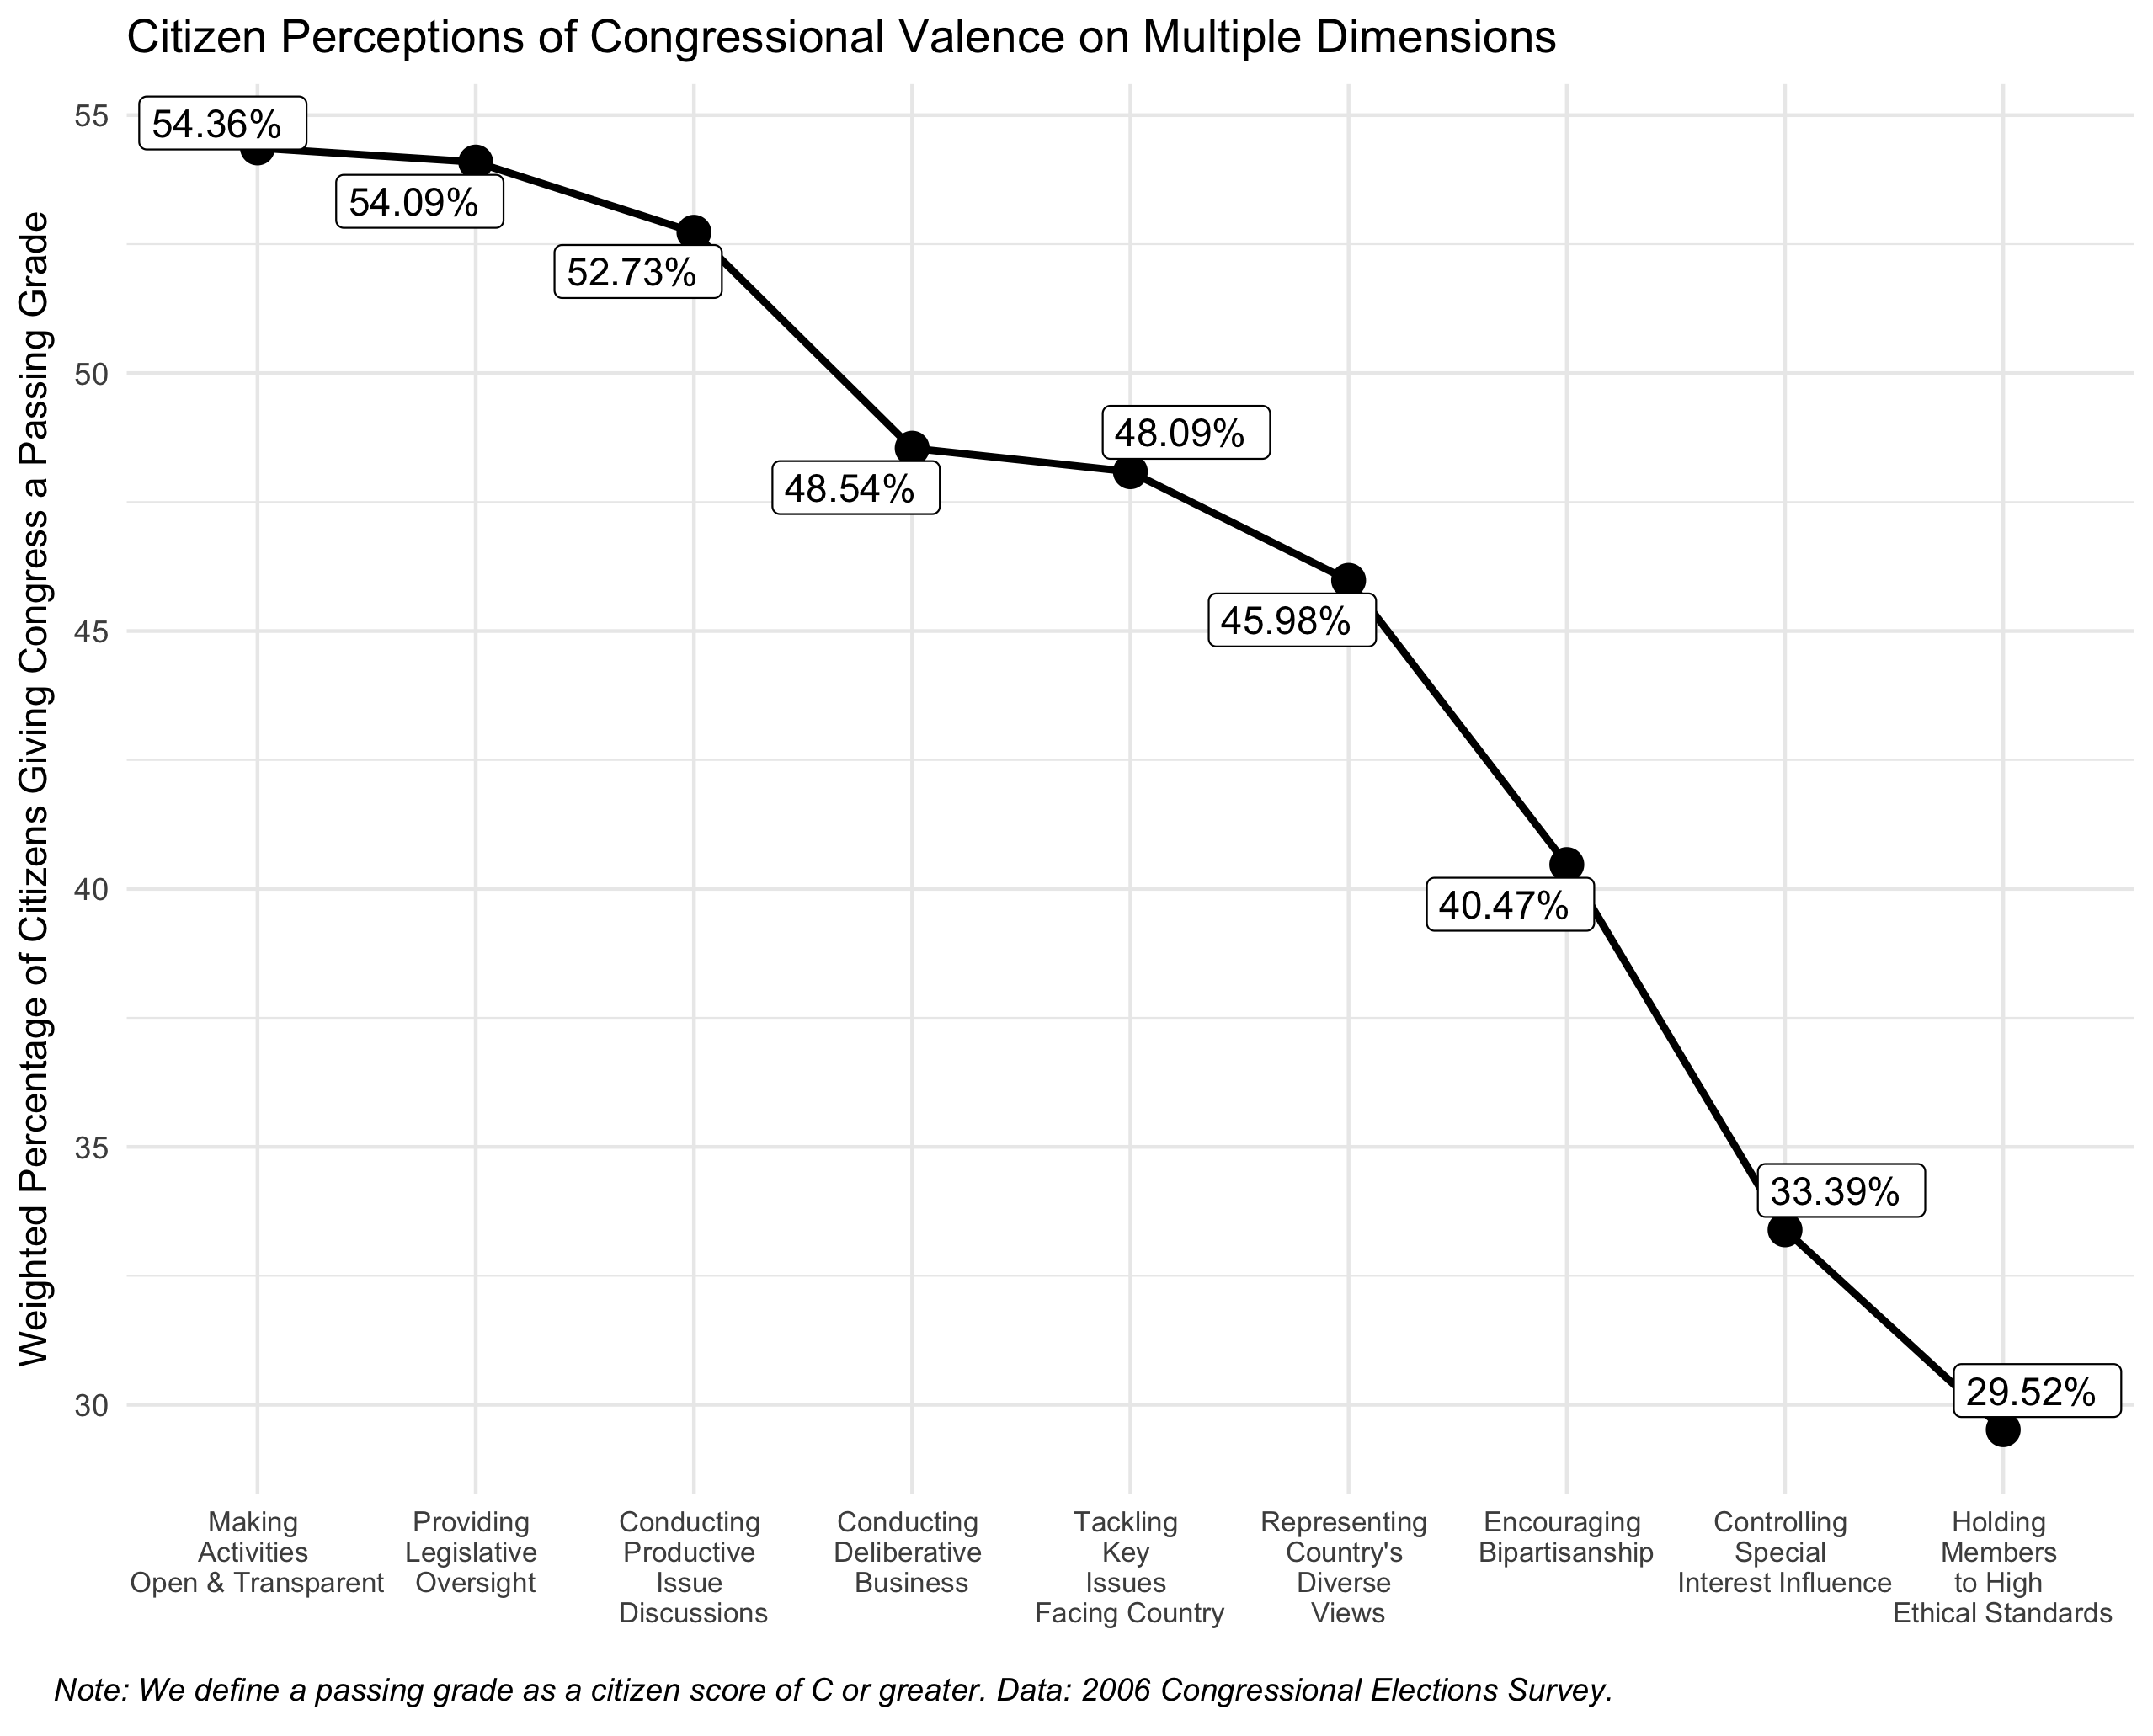 Citizen Perceptions of Congressional Valence on Multiple Dimensions
Weighted Percentage of Citizens Giving Congress a Passing Grade
55
50
45
40
35
30
54.36%
54.09%
52.73%
48.54%
48.09%
45.98%
40.47%
33.39%
29.52%
Making
Activities
Open & Transparent
Providing
Legislative
Oversight
Conducting
Productive
Issue
Discussions
Conducting
Deliberative
Business
Tackling
Key
Issues
Facing Country
Representing
Country's
Diverse
Views
Encouraging
Bipartisanship
Controlling
Special
Interest Influence
Holding
Members
to High
Ethical Standards
Note: We define a passing grade as a citizen score of C or greater. Data: 2006 Congressional Elections Survey.